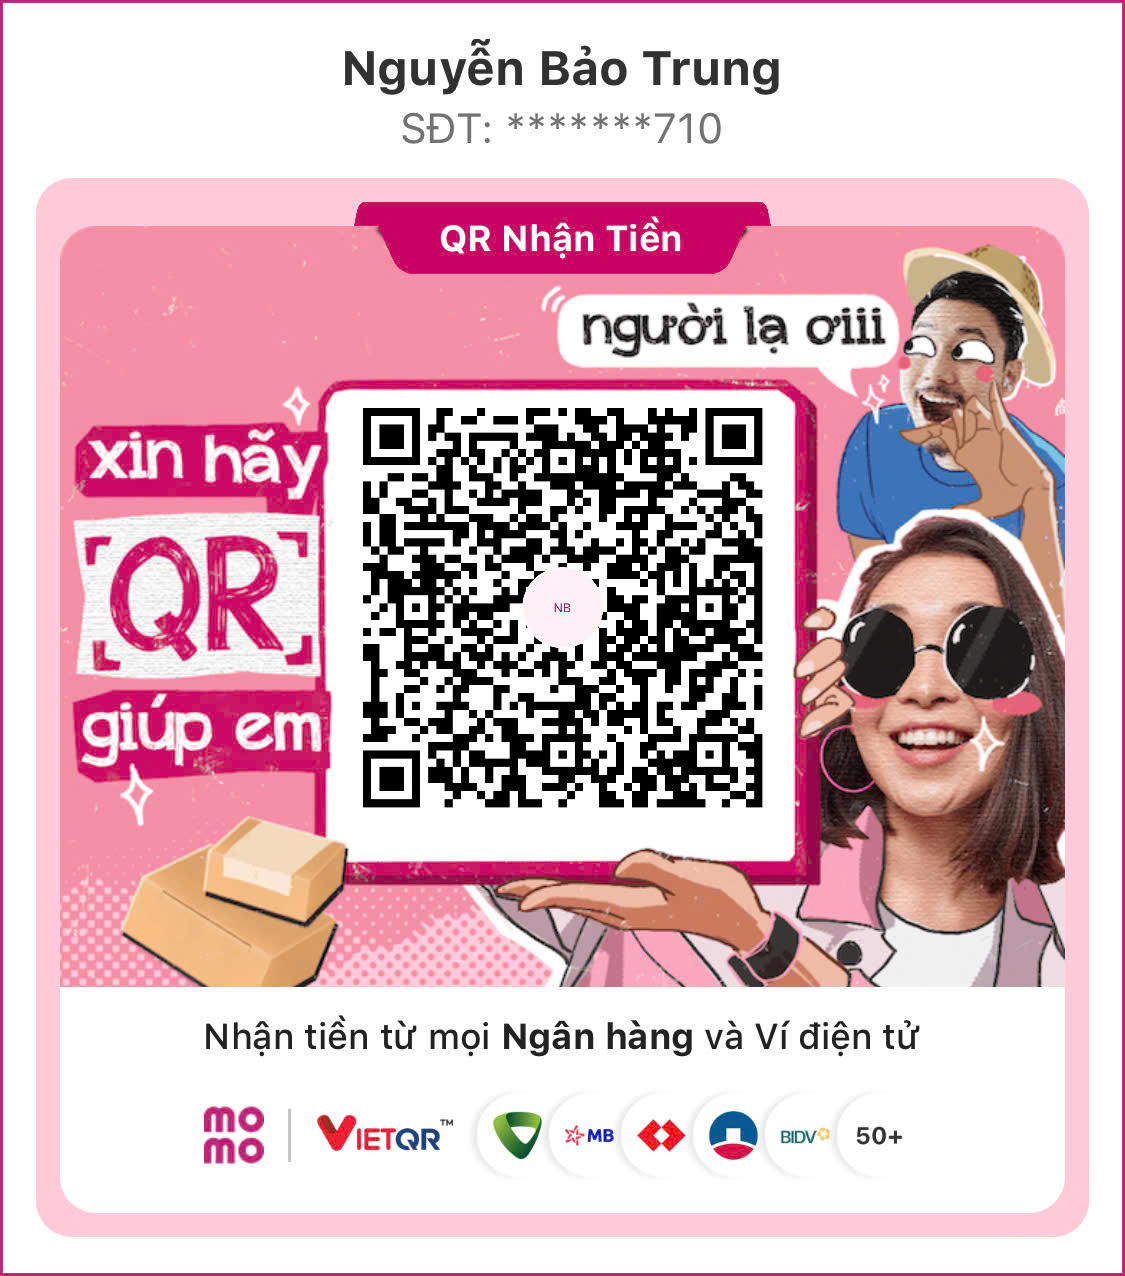 Nguyễn Bảo Trung
SĐT: *******710
QR Nhận Tiền
người lạ ơiii
xin hãy
QR
giúp em
NB
Nhận tiền từ mọi Ngân hàng và Ví điện tử
mo
mo
VIETQR™
MB
BIDV
50+